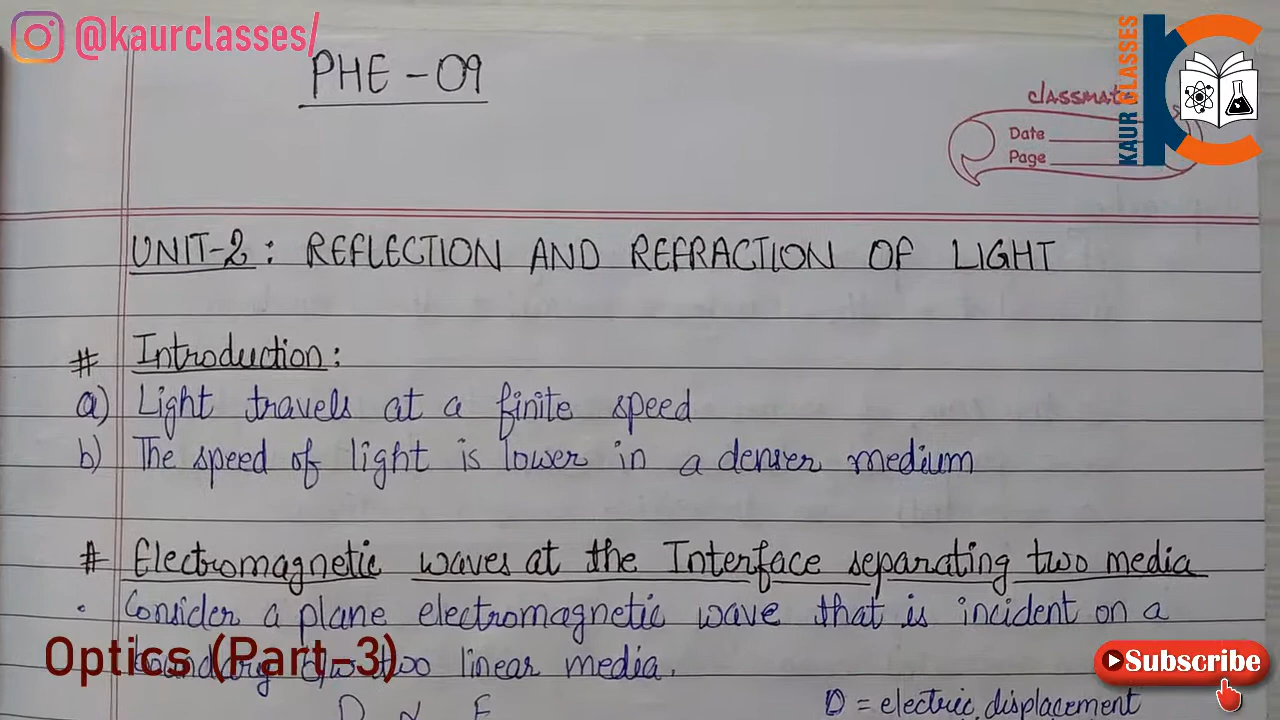 @kaurclasses/
KAUR CLASSES
PHE - 09
classmate
Date
Page
UNIT-2 : REFLECTION AND REFRACTION OF LIGHT
# Introduction :
a) Light travels at a finite speed
b) The speed of light is lower in a denser medium
# Electromagnetic waves at the Interface separating two media
• Consider a plane electromagnetic wave that is incident on a
boundary b/w two linear media.
Optics (Part-3)
Subscribe
D ∝ E
D = electric displacement